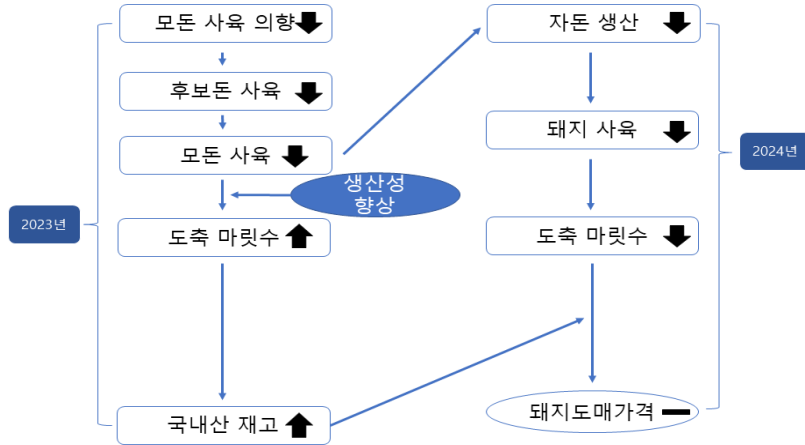 모돈 사육 의향
후보돈 사육
모돈 사육
생산성
향상
2023년
도축 마릿수
국내산 재고
자돈 생산
돼지 사육
2024년
도축 마릿수
돼지도매가격